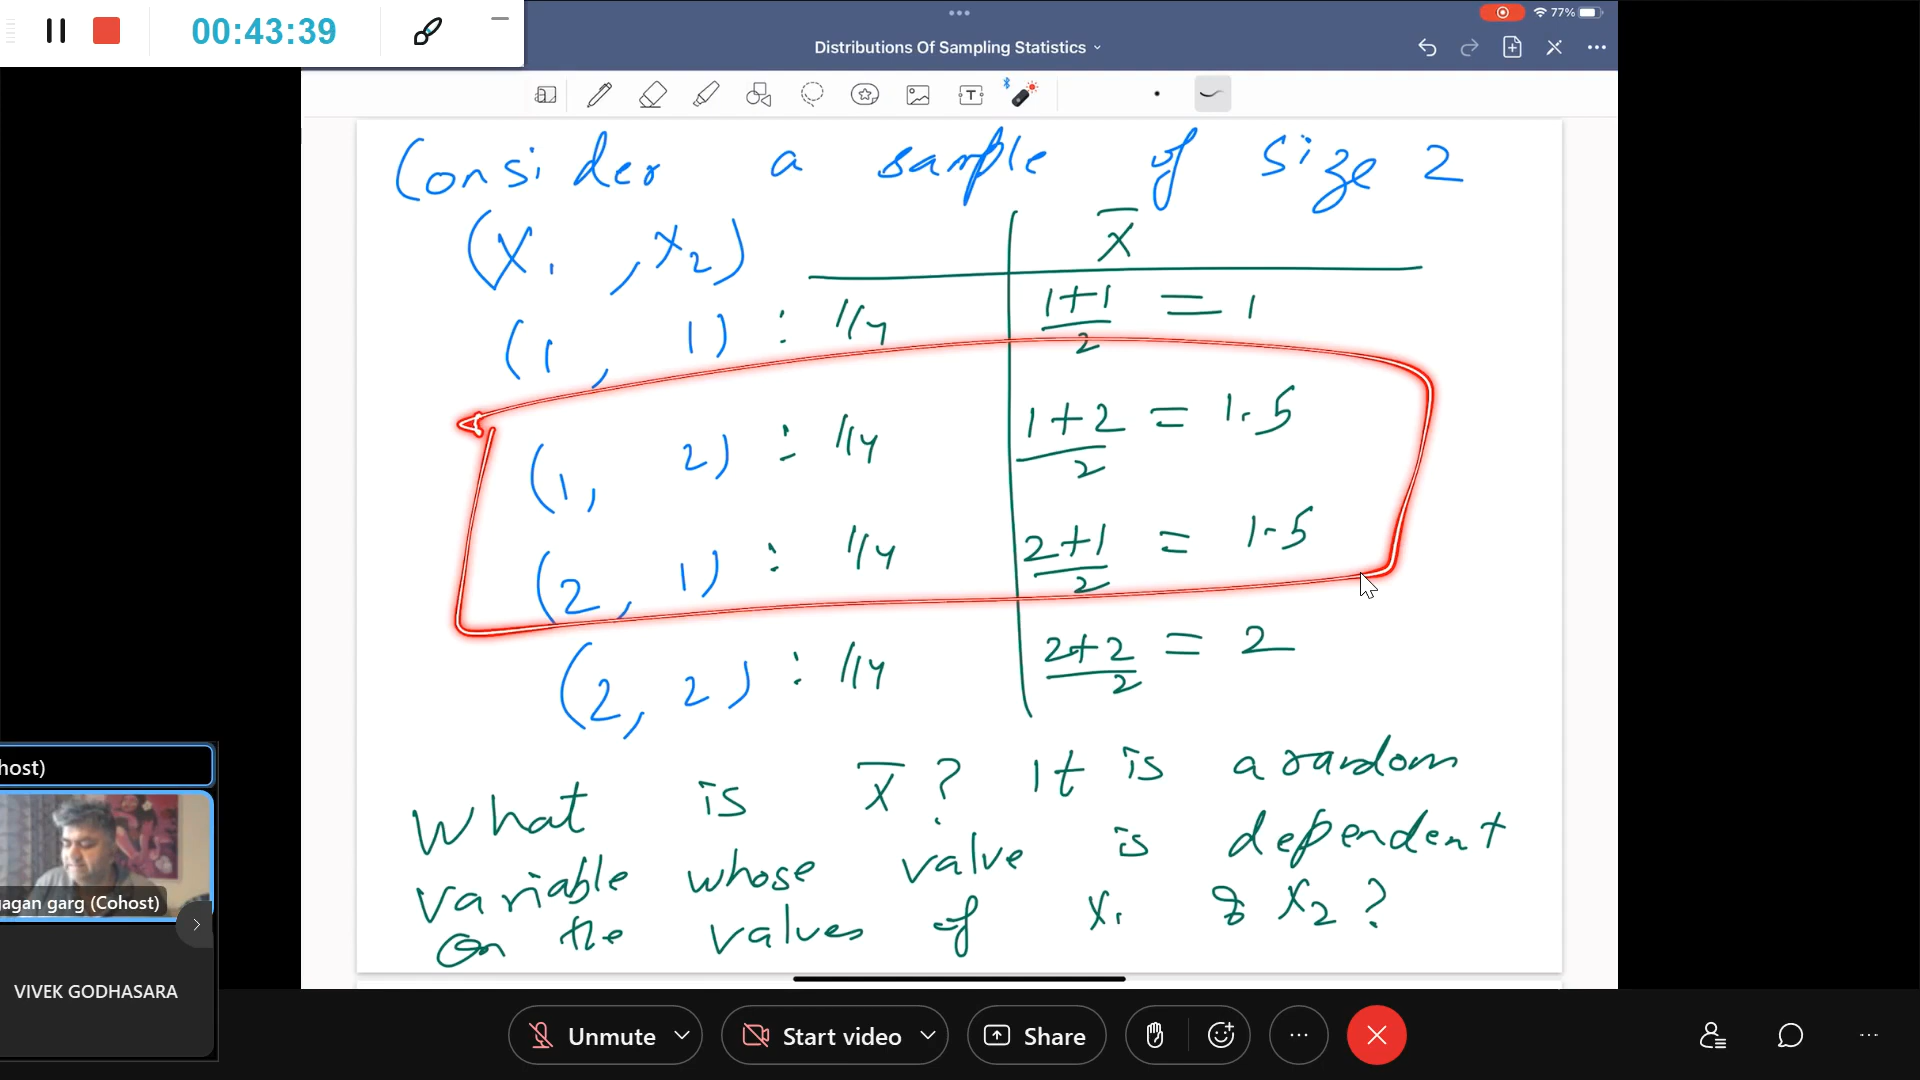 00:43:39
77%
Distributions Of Sampling Statistics
T
Consider a sample of size 2
(X1, X2) X̄
(1, 1) : 1/4 1+1/2 = 1
(1, 2) : 1/4 1+2/2 = 1.5
(2, 1) : 1/4 2+1/2 = 1.5
(2, 2) : 1/4 2+2/2 = 2
What is X̄? It is a random
variable whose value is dependent
on the values of X1 & X2?
host)
gagan garg (Cohost)
VIVEK GODHASARA
Unmute Start video Share